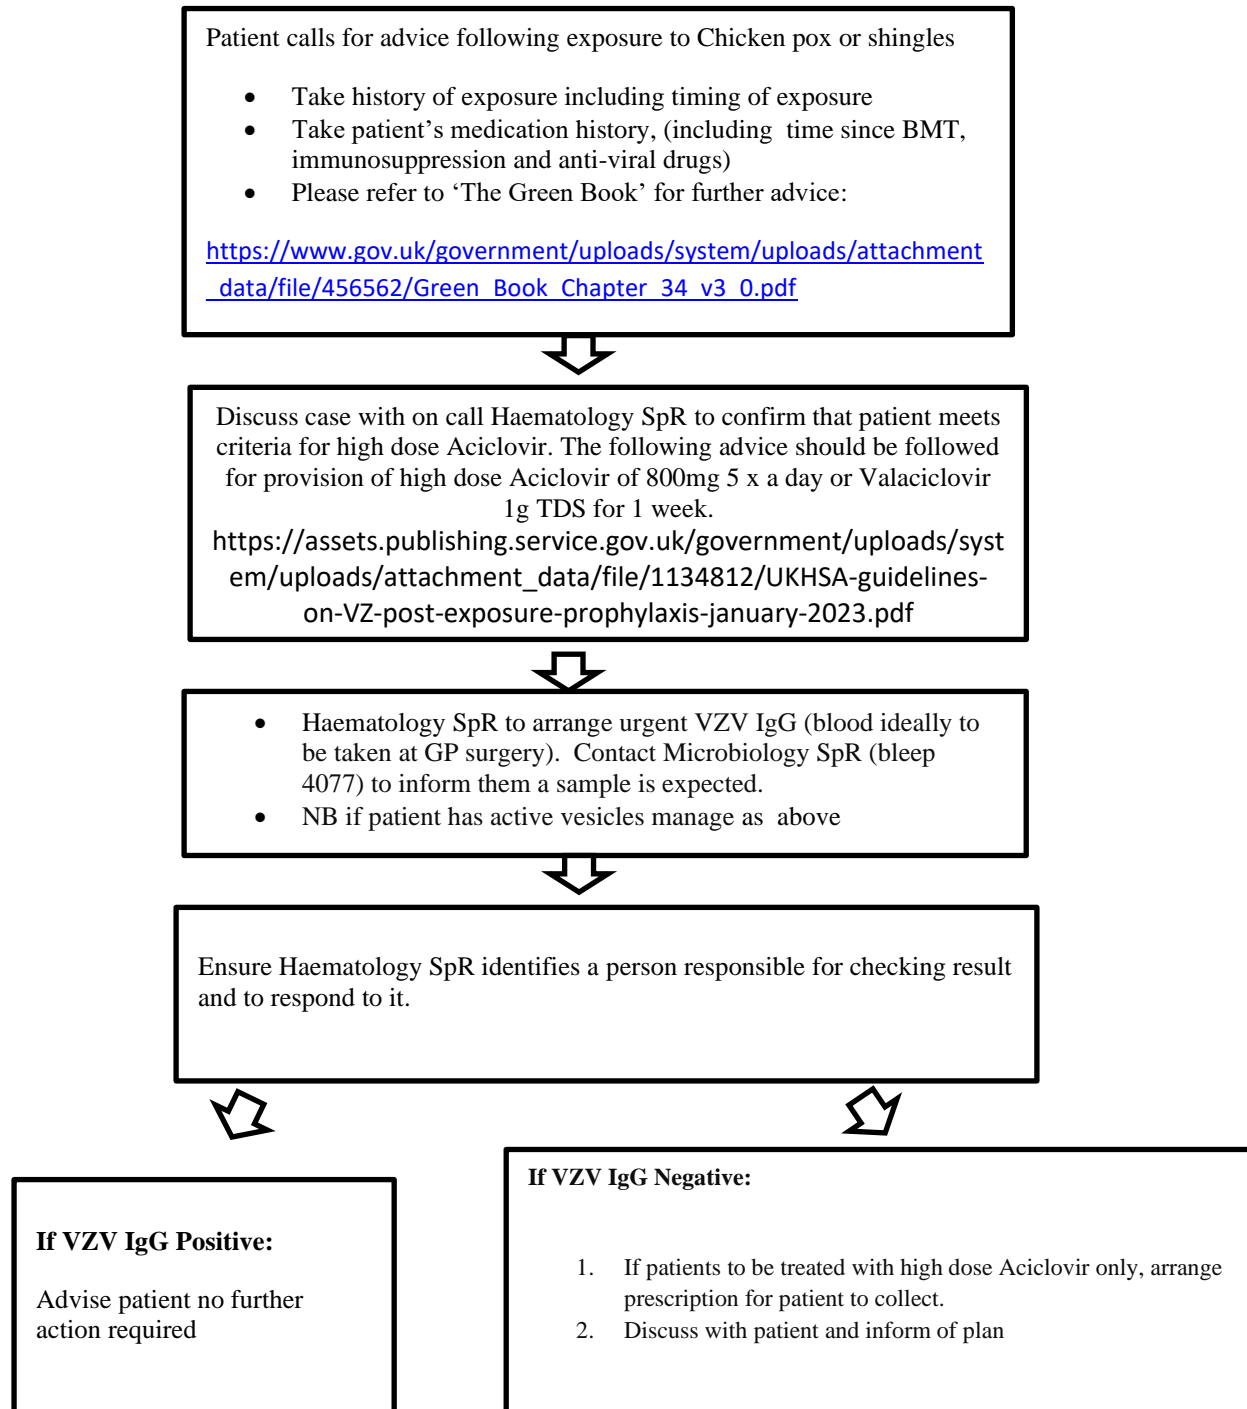 Patient calls for advice following exposure to Chicken pox or shingles
• Take history of exposure including timing of exposure
• Take patient’s medication history, (including time since BMT,
immunosuppression and anti-viral drugs)
• Please refer to ‘The Green Book’ for further advice:
https://www.gov.uk/government/uploads/system/uploads/attachment
_data/file/456562/Green_Book_Chapter_34_v3_0.pdf
Discuss case with on call Haematology SpR to confirm that patient meets
criteria for high dose Aciclovir. The following advice should be followed
for provision of high dose Aciclovir of 800mg 5 x a day or Valaciclovir
1g TDS for 1 week.
https://assets.publishing.service.gov.uk/government/uploads/syst
em/uploads/attachment_data/file/1134812/UKHSA-guidelines-
on-VZ-post-exposure-prophylaxis-january-2023.pdf
• Haematology SpR to arrange urgent VZV IgG (blood ideally to
be taken at GP surgery). Contact Microbiology SpR (bleep
4077) to inform them a sample is expected.
• NB if patient has active vesicles manage as above
Ensure Haematology SpR identifies a person responsible for checking result
and to respond to it.
If VZV IgG Positive:
Advise patient no further
action required
If VZV IgG Negative:
1. If patients to be treated with high dose Aciclovir only, arrange
prescription for patient to collect.
2. Discuss with patient and inform of plan